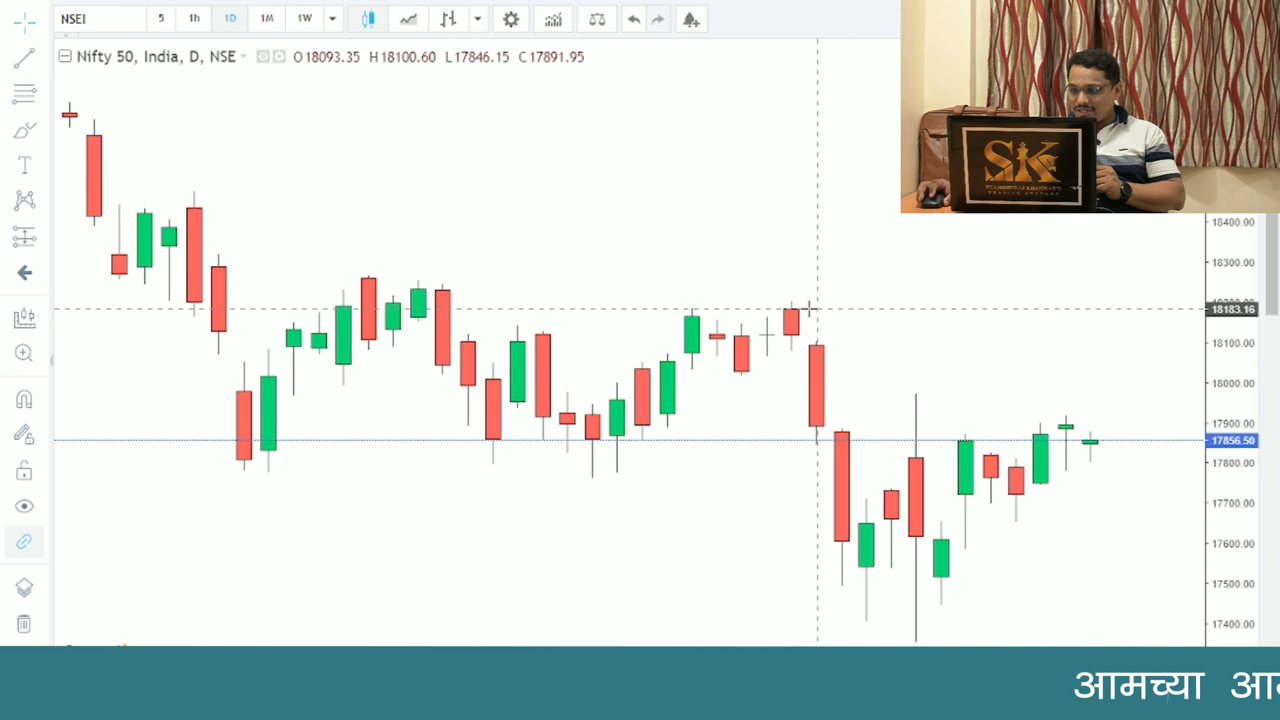 NSEI 5 1h 1D 1M 1W
Nifty 50, India, D, NSE O18093.35 H18100.60 L17846.15 C17891.95
SK
TRADING ACADEMY
18400.00
18300.00
18183.16
18100.00
18000.00
17900.00
17856.50
17800.00
17700.00
17600.00
17500.00
17400.00
आमच्या